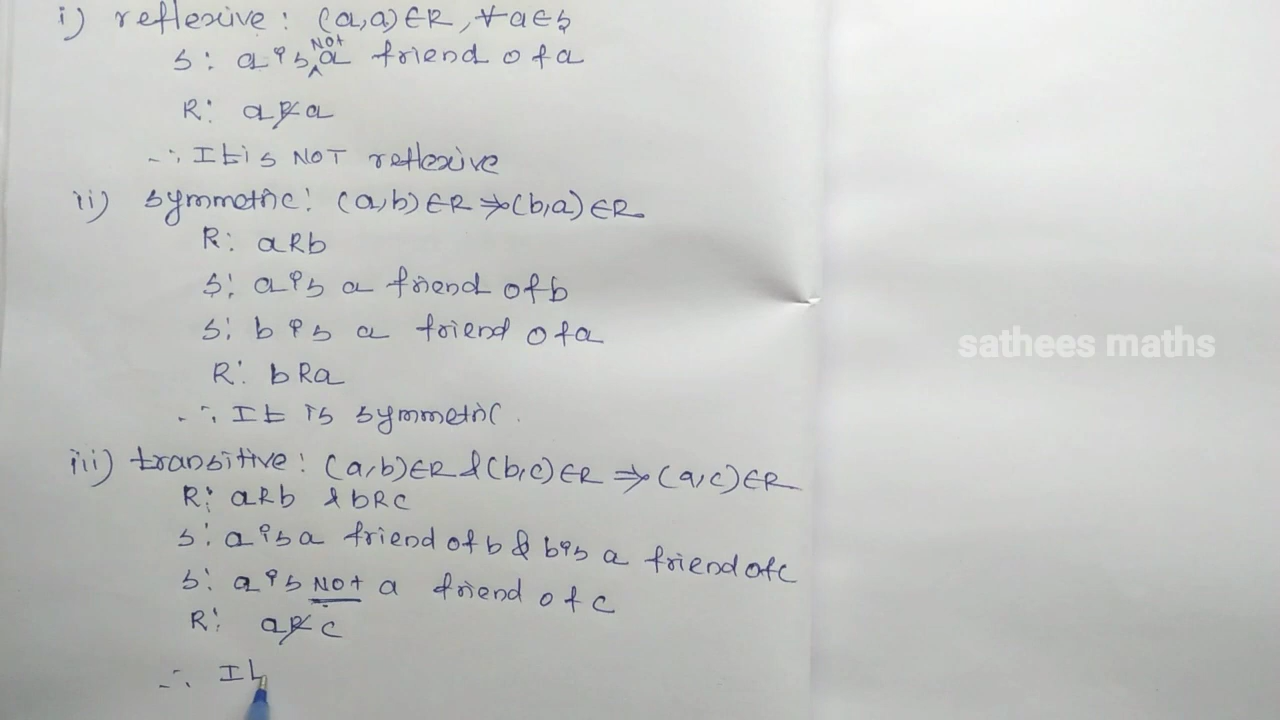 i) reflexive: (a,a)∈R, ∀a∈S
S: a is NOT a friend of a
R: a R̸ a
∴ It is NOT reflexive
ii) symmetric: (a,b)∈R ⇒ (b,a)∈R
R: aRb
S: a is a friend of b
S: b is a friend of a
R: bRa
∴ It is symmetric.
iii) transitive: (a,b)∈R & (b,c)∈R ⇒ (a,c)∈R
R: aRb & bRc
S: a is a friend of b & b is a friend of c
S: a is NOT a friend of c
R: a R̸ c
∴ It
sathees maths